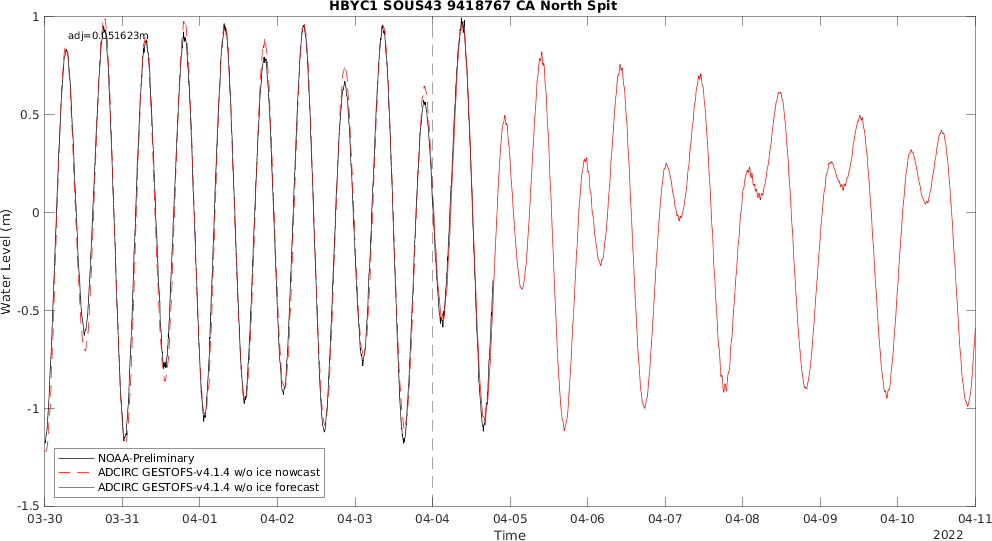 HBYC1 SOUS43 9418767 CA North Spit
adj=0.051623m
1
0.5
0
-0.5
-1
-1.5
Water Level (m)
NOAA-Preliminary
ADCIRC GESTOFS-v4.1.4 w/o ice nowcast
ADCIRC GESTOFS-v4.1.4 w/o ice forecast
03-30 03-31 04-01 04-02 04-03 04-04 04-05 04-06 04-07 04-08 04-09 04-10 04-11
Time
2022